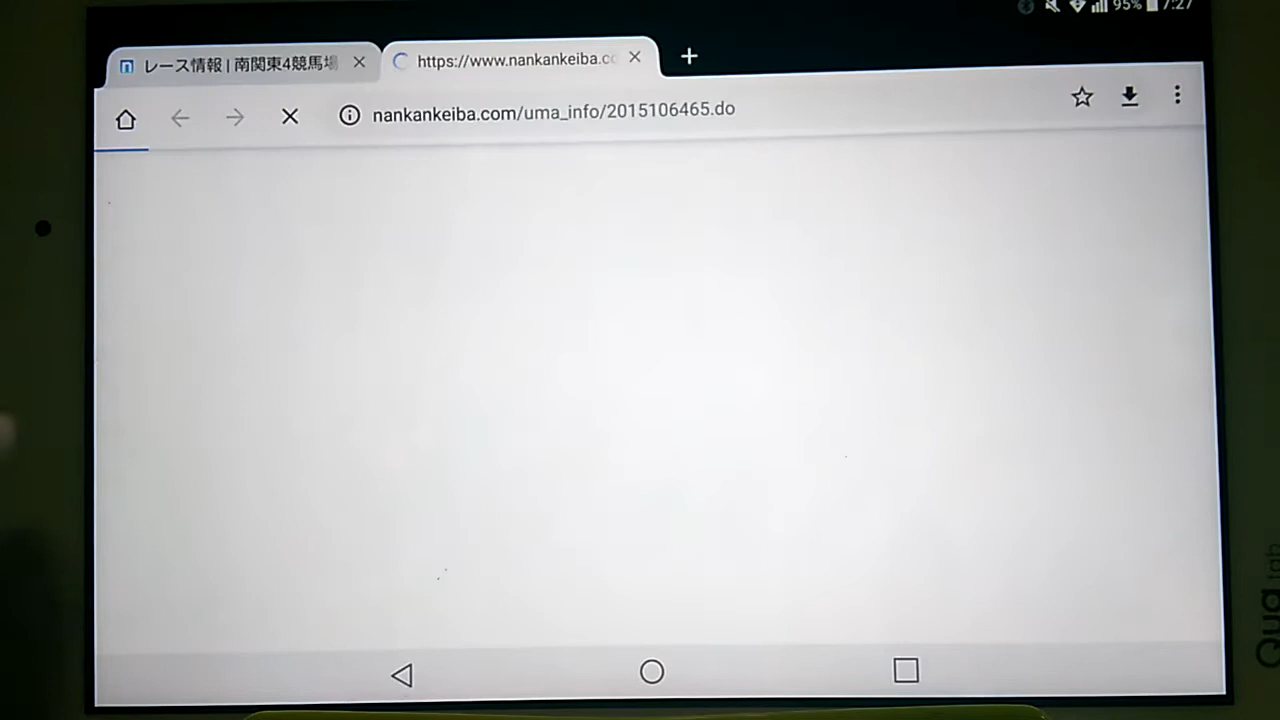 95% 7:27
レース情報 | 南関東4競馬場
https://www.nankankeiba.cc
nankankeiba.com/uma_info/2015106465.do
Qua tab